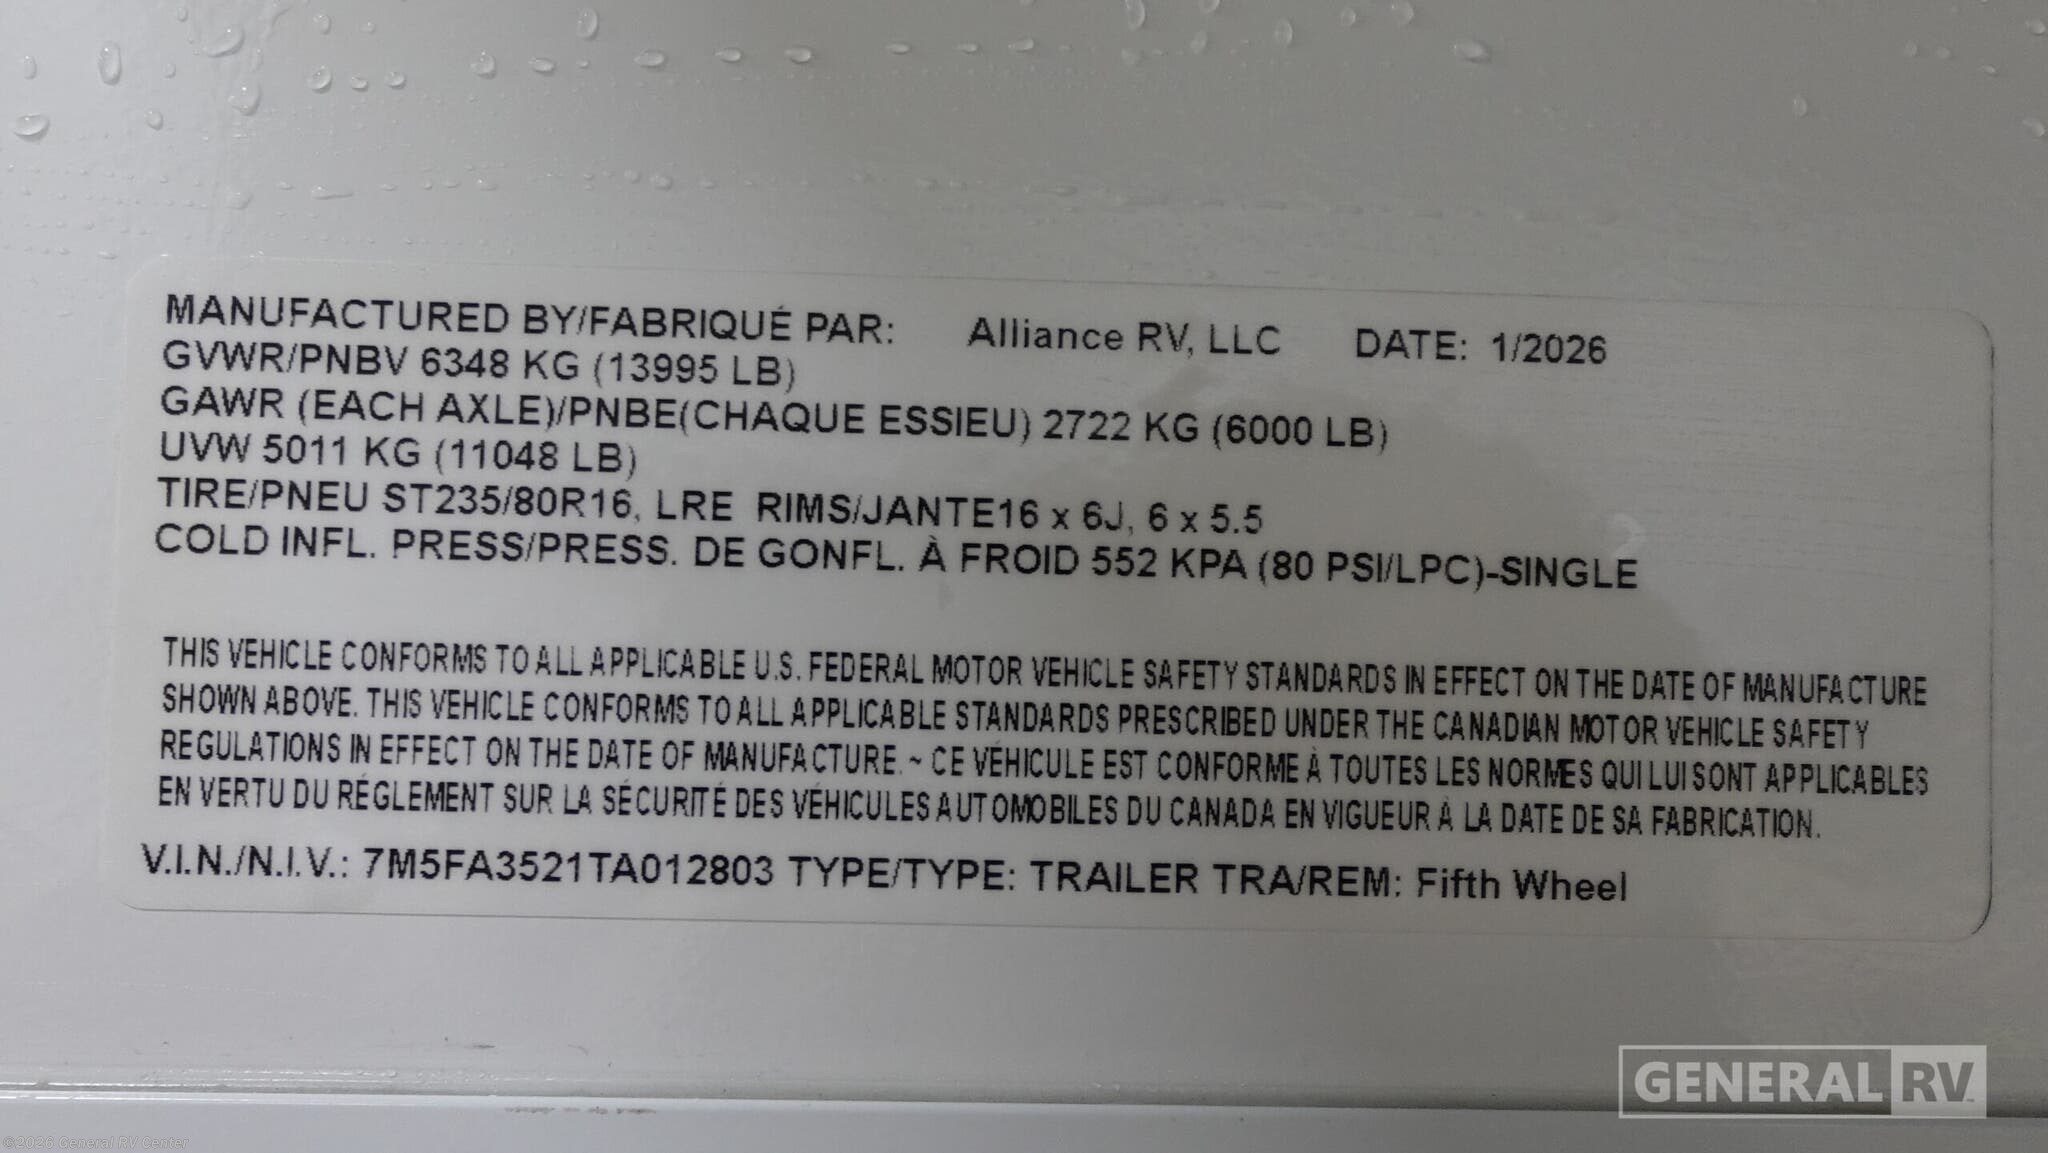 MANUFACTURED BY/FABRIQUÉ PAR: Alliance RV, LLC DATE: 1/2026
GVWR/PNBV 6348 KG (13995 LB)
GAWR (EACH AXLE)/PNBE(CHAQUE ESSIEU) 2722 KG (6000 LB)
UVW 5011 KG (11048 LB)
TIRE/PNEU ST235/80R16, LRE RIMS/JANTE16 x 6J, 6 x 5.5
COLD INFL. PRESS/PRESS. DE GONFL. À FROID 552 KPA (80 PSI/LPC)-SINGLE
THIS VEHICLE CONFORMS TO ALL APPLICABLE U.S. FEDERAL MOTOR VEHICLE SAFETY STANDARDS IN EFFECT ON THE DATE OF MANUFACTURE
SHOWN ABOVE. THIS VEHICLE CONFORMS TO ALL APPLICABLE STANDARDS PRESCRIBED UNDER THE CANADIAN MOTOR VEHICLE SAFETY
REGULATIONS IN EFFECT ON THE DATE OF MANUFACTURE. ~ CE VÉHICULE EST CONFORME À TOUTES LES NORMES QUI LUI SONT APPLICABLES
EN VERTU DU RÉGLEMENT SUR LA SÉCURITÉ DES VÉHICULES AUTOMOBILES DU CANADA EN VIGUEUR À LA DATE DE SA FABRICATION.
V.I.N./N.I.V.: 7M5FA3521TA012803 TYPE/TYPE: TRAILER TRA/REM: Fifth Wheel
GENERAL RV
©2026 General RV Center